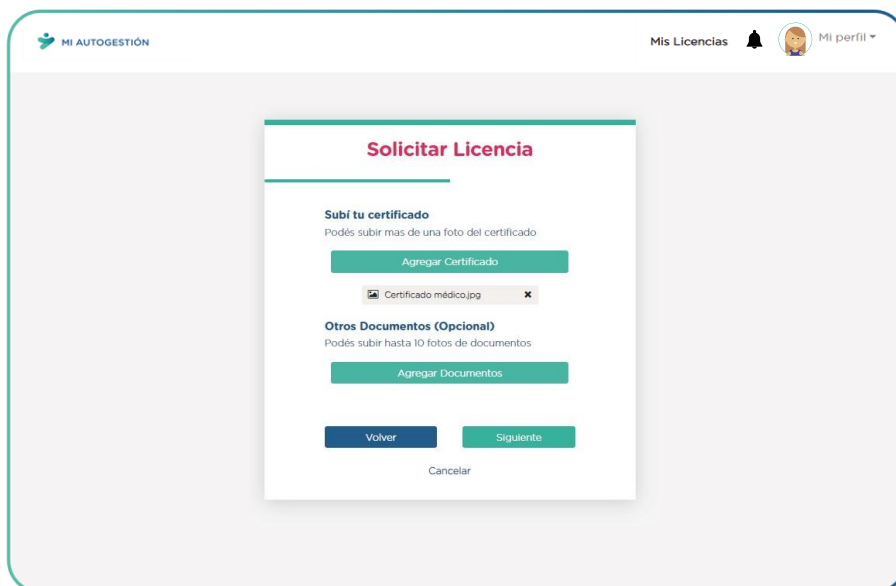 MI AUTOGESTIÓN
Mis Licencias
Mi perfil
Solicitar Licencia
Subí tu certificado
Podés subir mas de una foto del certificado
Agregar Certificado
Certificado médico.jpg
Otros Documentos (Opcional)
Podés subir hasta 10 fotos de documentos
Agregar Documentos
Volver
Siguiente
Cancelar